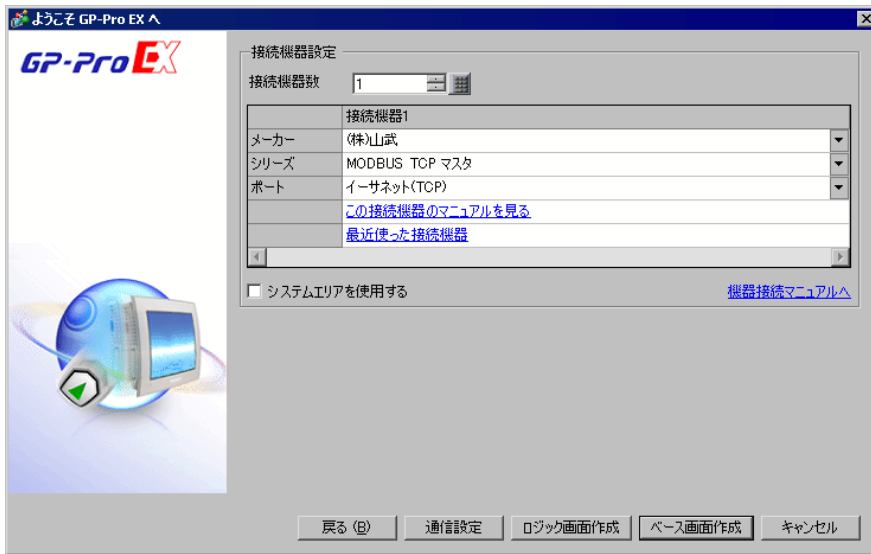 ようこそ GP-Pro EX へ
GP-Pro EX
接続機器設定
接続機器数 1
接続機器1
メーカー (株)山武
シリーズ MODBUS TCP マスタ
ポート イーサネット(TCP)
この接続機器のマニュアルを見る
最近使った接続機器
システムエリアを使用する 機器接続マニュアルへ
戻る (B) 通信設定 ロジック画面作成 ベース画面作成 キャンセル